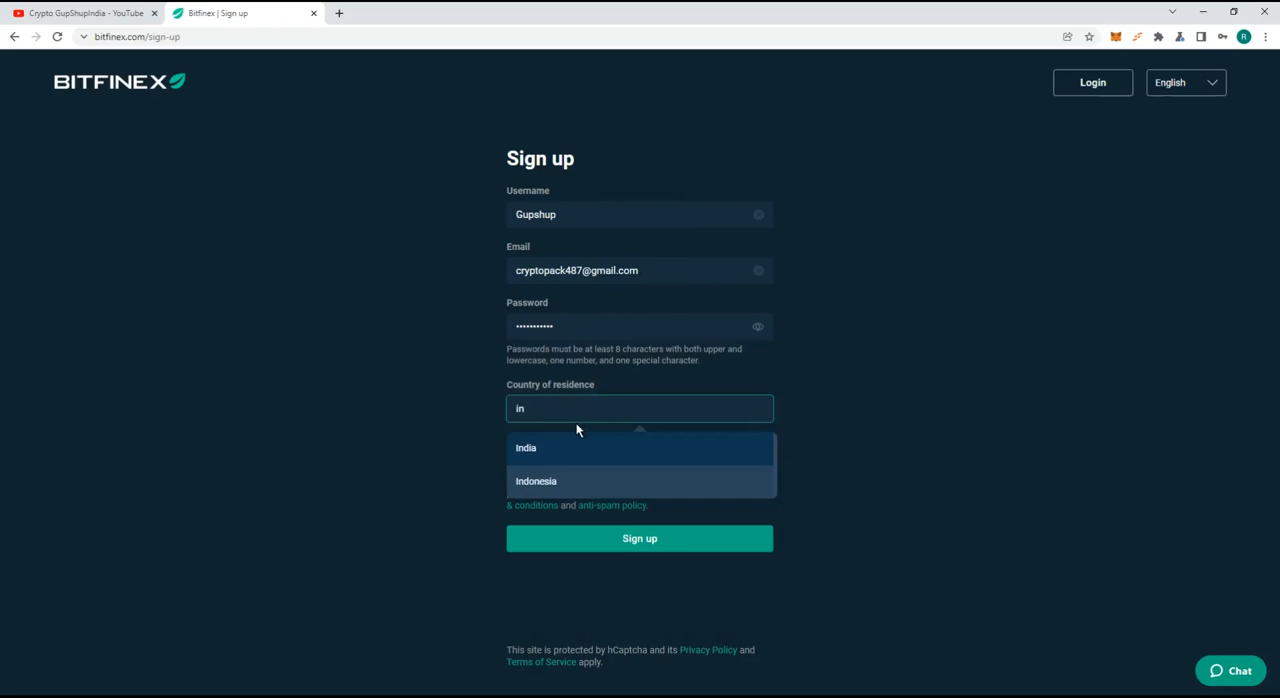 Crypto GupShupIndia - YouTube
Bitfinex | Sign up
bitfinex.com/sign-up
R
BITFINEX
Login
English
Sign up
Username
Gupshup
Email
cryptopack487@gmail.com
Password
•••••••••••
Passwords must be at least 8 characters with both upper and
lowercase, one number, and one special character.
Country of residence
in
India
Indonesia
& conditions and anti-spam policy.
Sign up
This site is protected by hCaptcha and its Privacy Policy and
Terms of Service apply.
Chat